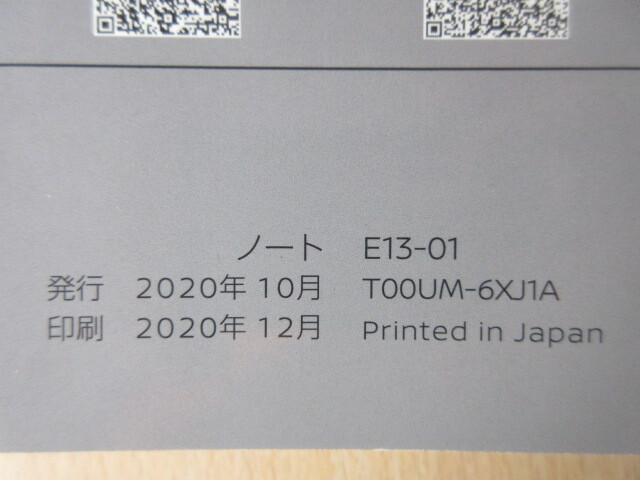 ノート E13-01
発行 2020年 10月 T00UM-6XJ1A
印刷 2020年 12月 Printed in Japan